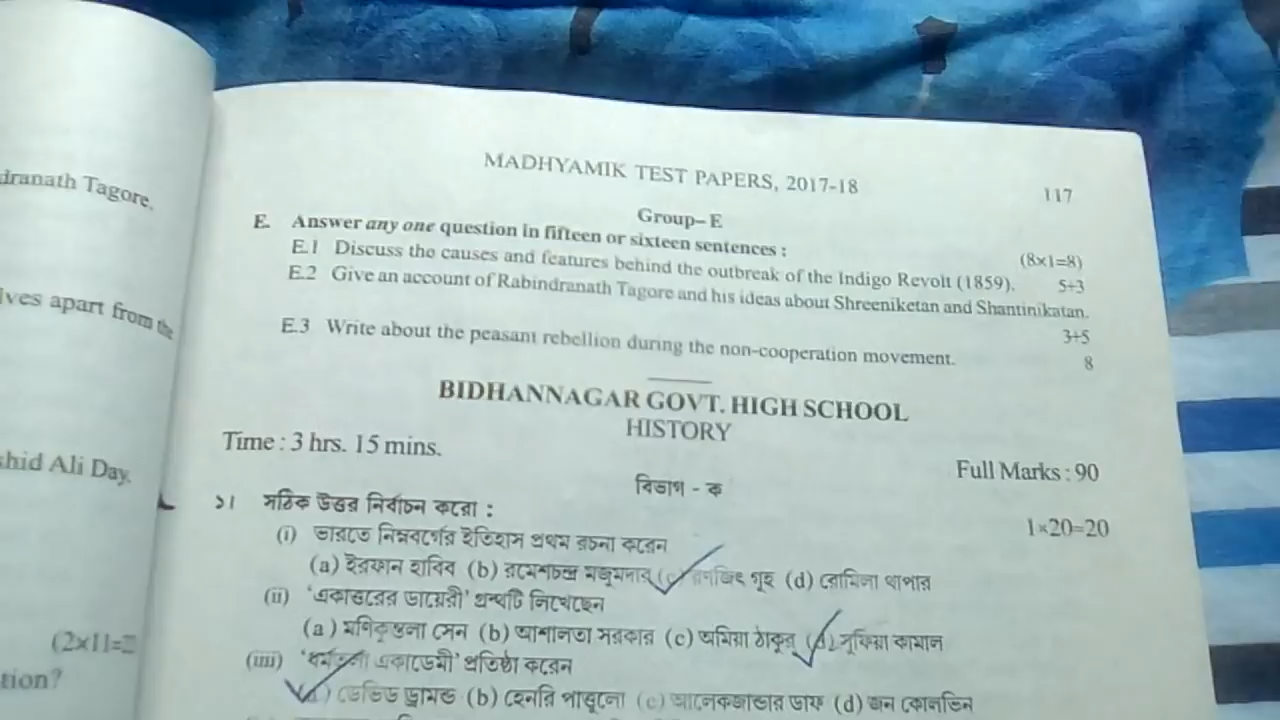 dranath Tagore.
lves apart from the
shid Ali Day.
(2×11=2
tion?
MADHYAMIK TEST PAPERS, 2017-18
117
Group– E
E. Answer any one question in fifteen or sixteen sentences : (8×1=8)
E.1 Discuss the causes and features behind the outbreak of the Indigo Revolt (1859). 5+3
E.2 Give an account of Rabindranath Tagore and his ideas about Shreeniketan and Shantinikatan. 3+5
E.3 Write about the peasant rebellion during the non-cooperation movement. 8
BIDHANNAGAR GOVT. HIGH SCHOOL
HISTORY
Time : 3 hrs. 15 mins.
Full Marks : 90
বিভাগ - ক
১। সঠিক উত্তর নির্বাচন করো : 1×20=20
(i) ভারতে নিম্নবর্গের ইতিহাস প্রথম রচনা করেন
(a) ইরফান হাবিব (b) রমেশচন্দ্র মজুমদার (c) রণজিৎ গুহ (d) রোমিলা থাপার
(ii) ‘একাত্তরের ডায়েরী’ গ্রন্থটি লিখেছেন
(a) মণিকুন্তলা সেন (b) আশালতা সরকার (c) অমিয়া ঠাকুর (d) সুফিয়া কামাল
(iii) ‘ধর্মতলা একাডেমী’ প্রতিষ্ঠা করেন
(a) ডেভিড ড্রামন্ড (b) হেনরি পাস্তুলো (c) আলেকজান্ডার ডাফ (d) জন কোলভিন